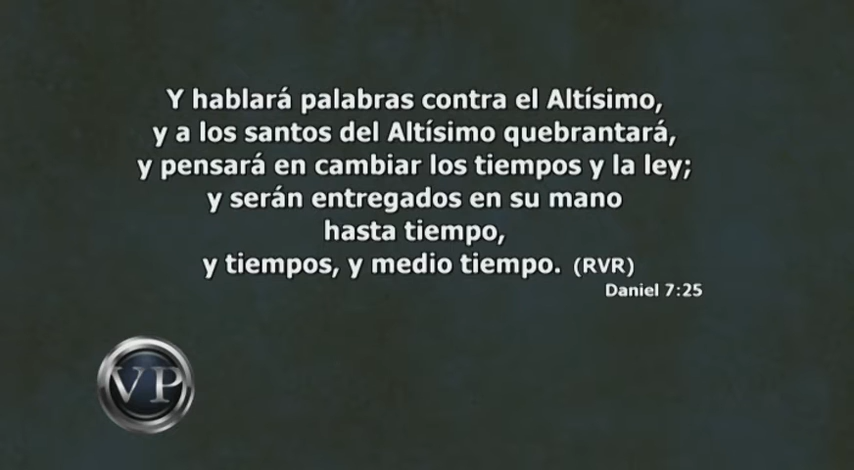 Y hablará palabras contra el Altísimo,
y a los santos del Altísimo quebrantará,
y pensará en cambiar los tiempos y la ley;
y serán entregados en su mano
hasta tiempo,
y tiempos, y medio tiempo. (RVR)
Daniel 7:25
VP